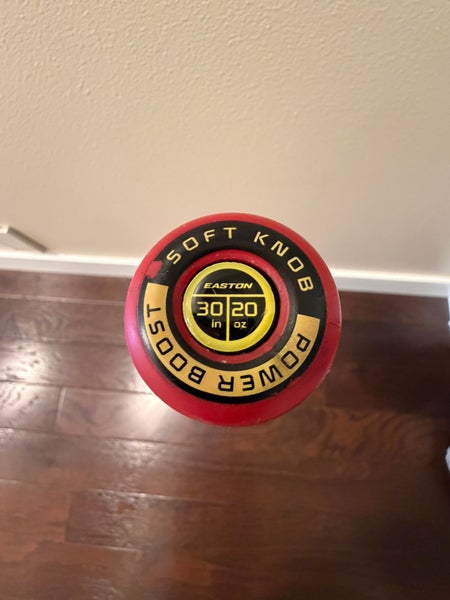 SOFT KNOB
POWER BOOST
EASTON
30 20
in oz